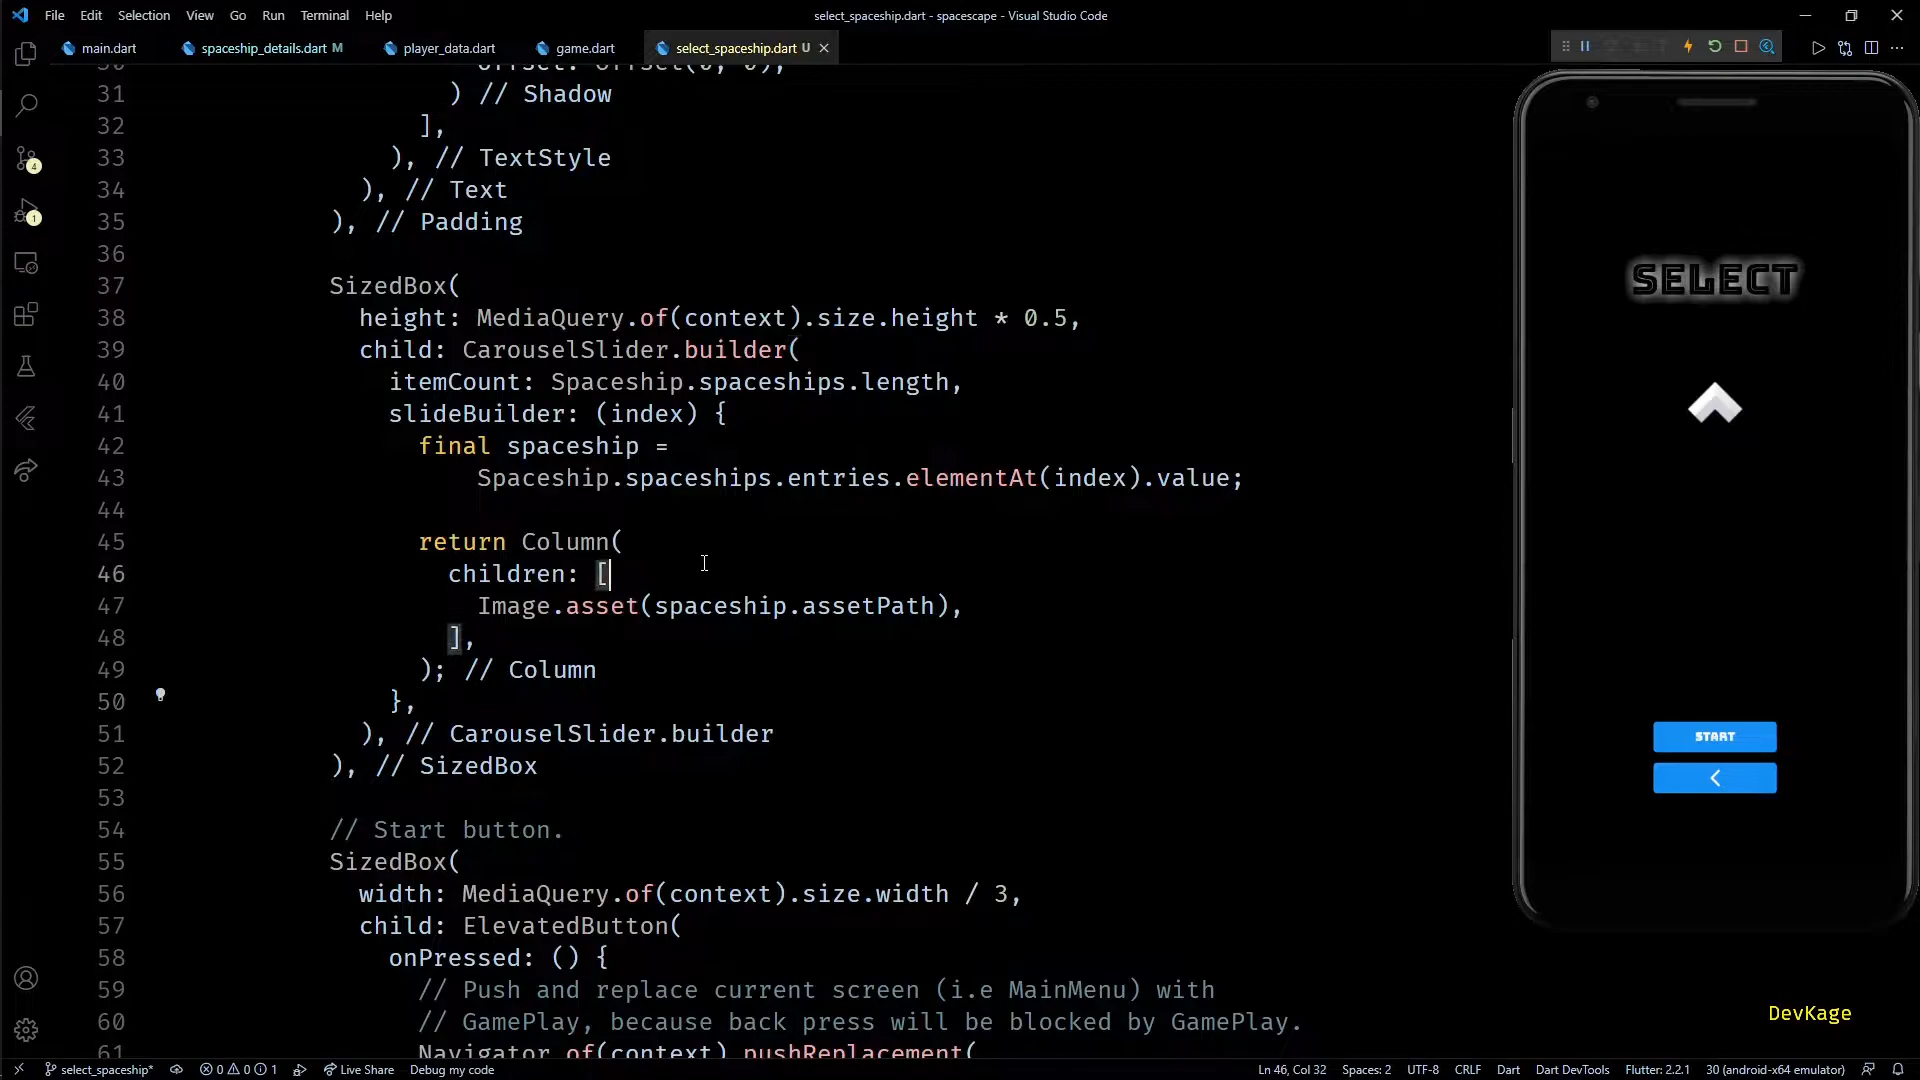 File Edit Selection View Go Run Terminal Help
select_spaceship.dart - spacescape - Visual Studio Code
main.dart
spaceship_details.dart M
player_data.dart
game.dart
select_spaceship.dart U
30 offset: Offset(0, 0),
31 ) // Shadow
32 ],
33 ), // TextStyle
34 ), // Text
35 ), // Padding
36
37 SizedBox(
38 height: MediaQuery.of(context).size.height * 0.5,
39 child: CarouselSlider.builder(
40 itemCount: Spaceship.spaceships.length,
41 slideBuilder: (index) {
42 final spaceship =
43 Spaceship.spaceships.entries.elementAt(index).value;
44
45 return Column(
46 children: [
47 Image.asset(spaceship.assetPath),
48 ],
49 ); // Column
50 },
51 ), // CarouselSlider.builder
52 ), // SizedBox
53
54 // Start button.
55 SizedBox(
56 width: MediaQuery.of(context).size.width / 3,
57 child: ElevatedButton(
58 onPressed: () {
59 // Push and replace current screen (i.e MainMenu) with
60 // GamePlay, because back press will be blocked by GamePlay.
61 Navigator.of(context).pushReplacement(
4
1
SELECT
START
DevKage
select_spaceship* 0 0 1 Live Share Debug my code
Ln 46, Col 32 Spaces: 2 UTF-8 CRLF Dart Dart DevTools Flutter: 2.2.1 30 (android-x64 emulator)